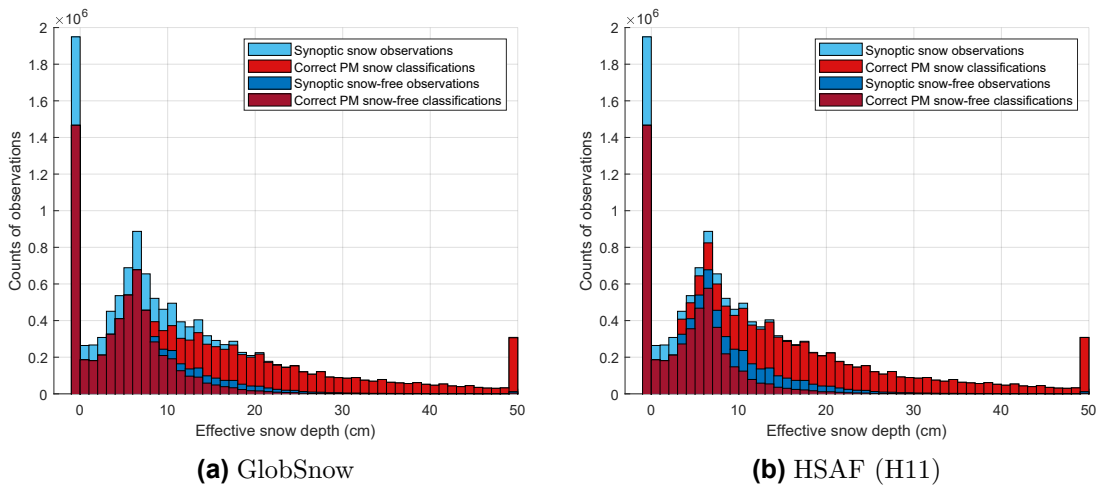 ×10⁶
2
1.8
1.6
1.4
1.2
1
0.8
0.6
0.4
0.2
0
Counts of observations
Synoptic snow observations
Correct PM snow classifications
Synoptic snow-free observations
Correct PM snow-free classifications
0 10 20 30 40 50
Effective snow depth (cm)
(a) GlobSnow
×10⁶
2
1.8
1.6
1.4
1.2
1
0.8
0.6
0.4
0.2
0
Counts of observations
Synoptic snow observations
Correct PM snow classifications
Synoptic snow-free observations
Correct PM snow-free classifications
0 10 20 30 40 50
Effective snow depth (cm)
(b) HSAF (H11)